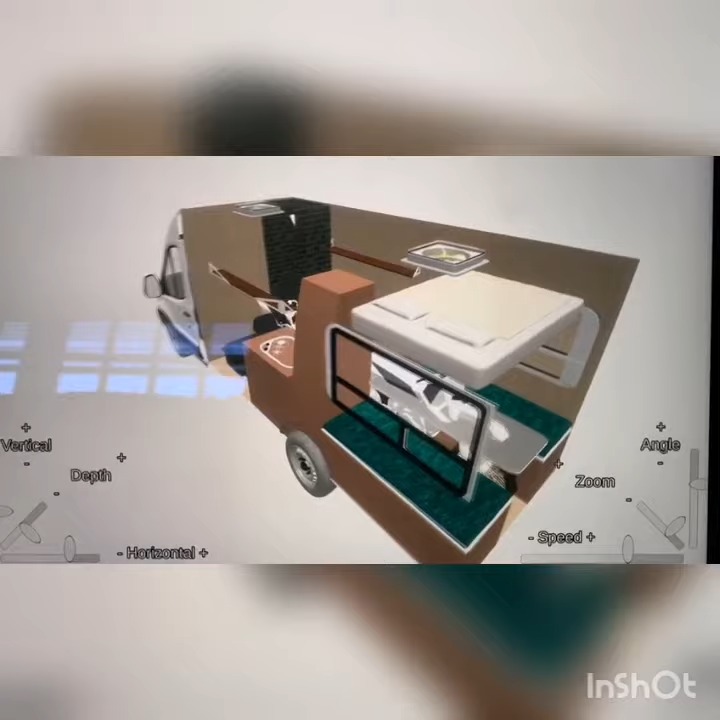 +
Vertical
-
+
Depth
-
- Horizontal +
+
Angle
-
+
Zoom
-
- Speed +
InShOt